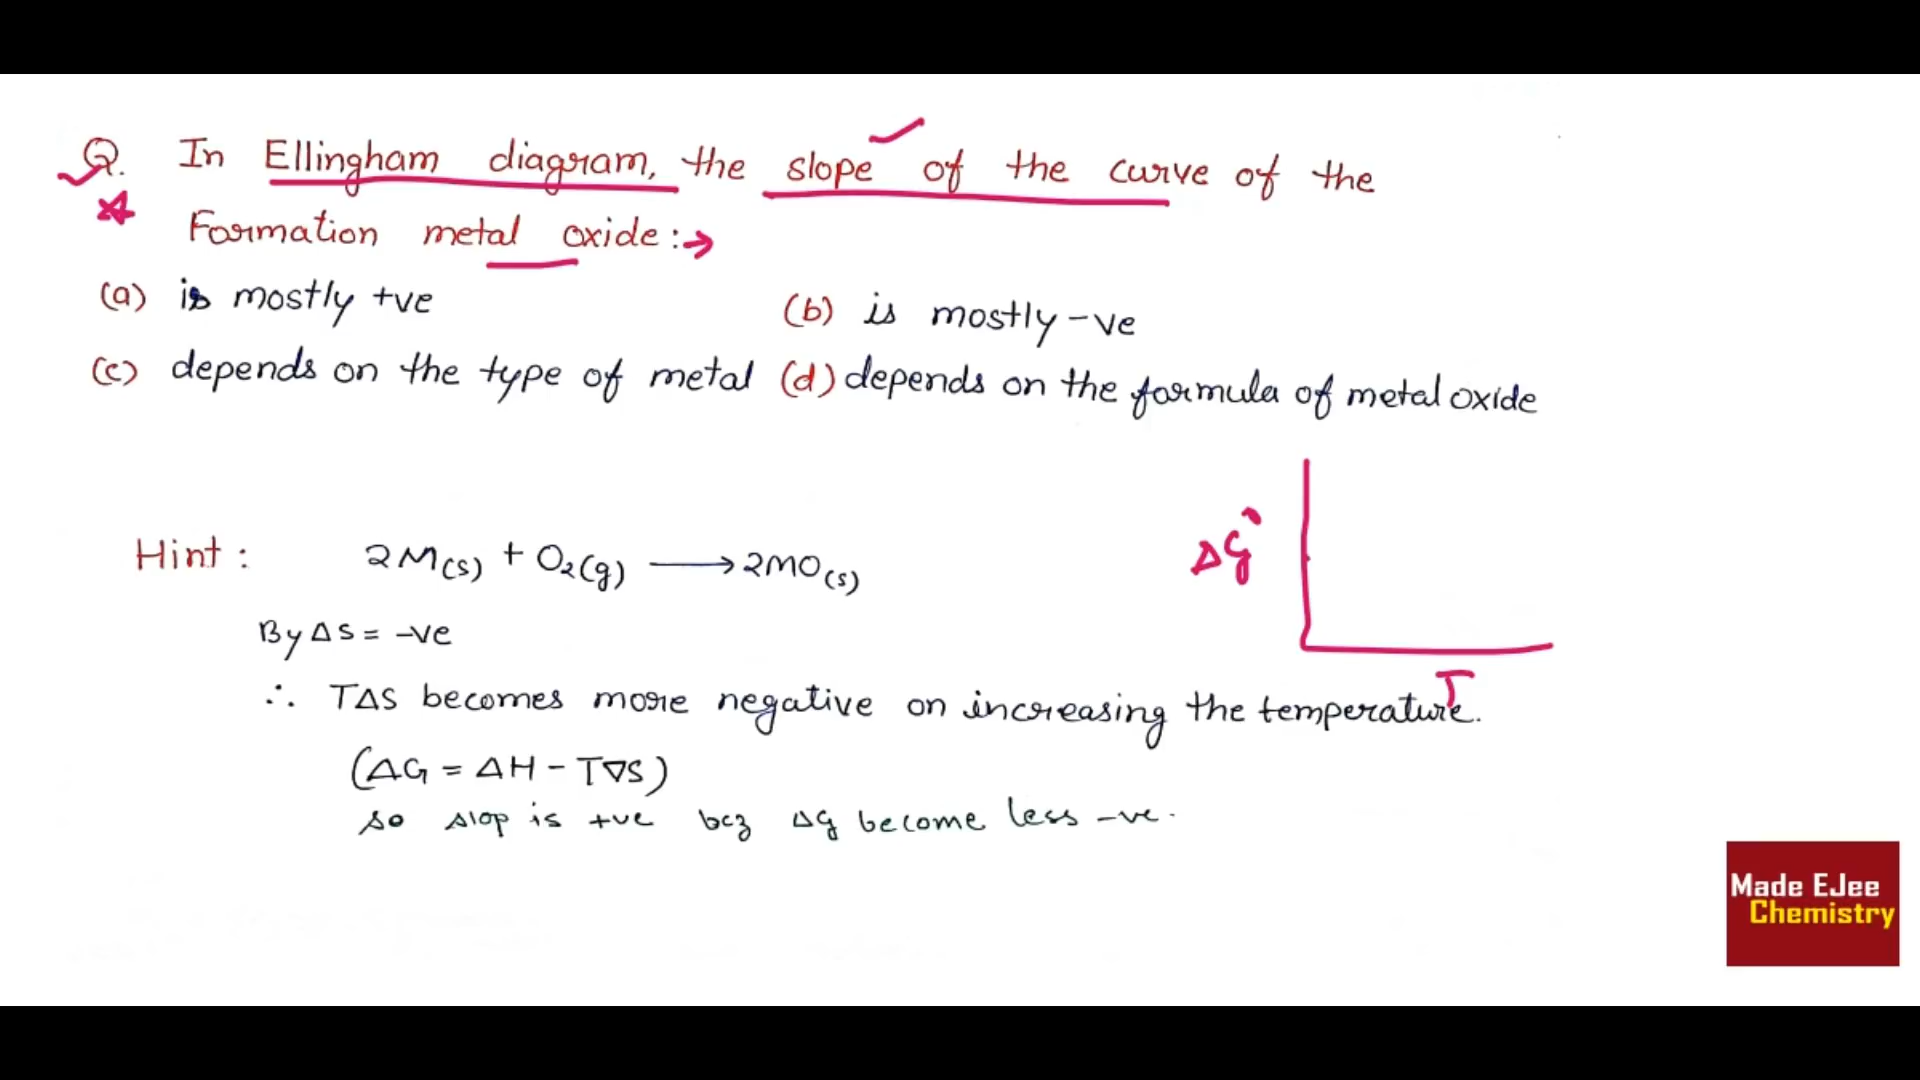 Q. In Ellingham diagram, the slope of the curve of the
Formation metal oxide:→
(a) is mostly +ve (b) is mostly -ve
(c) depends on the type of metal (d) depends on the formula of metal oxide
Hint: 2M(s) + O₂(g) ⟶ 2MO(s)
ΔG°
By ΔS = -ve
T
∴ TΔS becomes more negative on increasing the temperature.
(ΔG = ΔH - T∇S)
so slop is +ve bcz ΔG become less -ve.
Made EJee
Chemistry